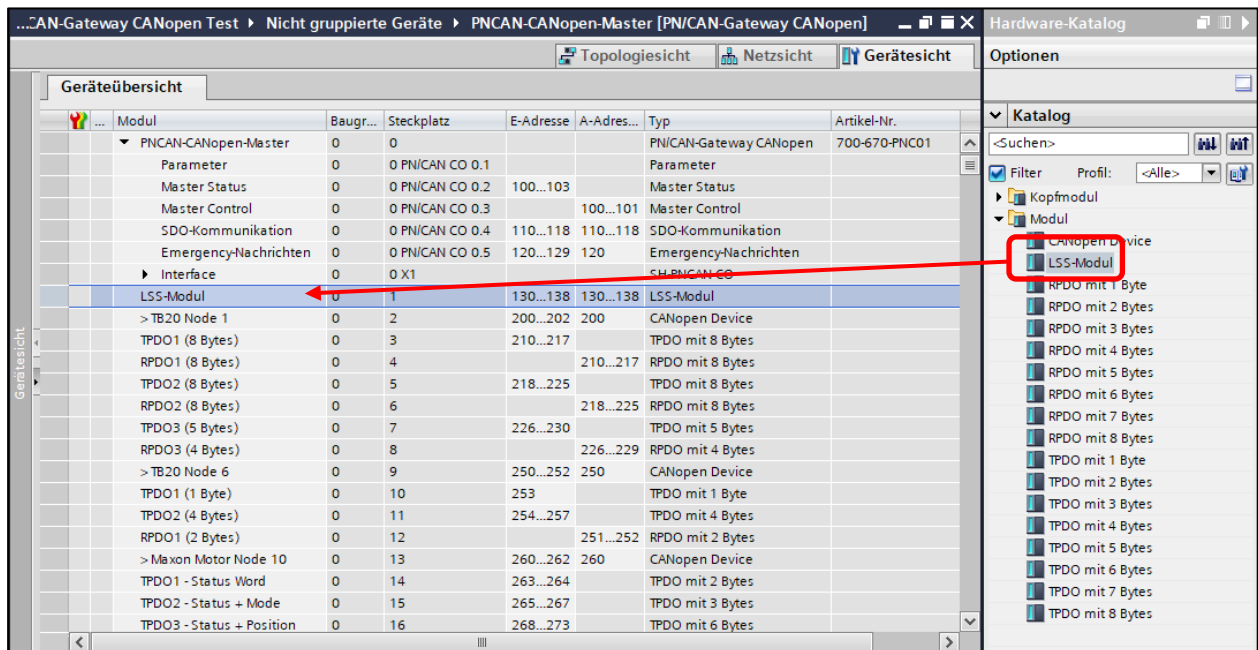 ...CAN-Gateway CANopen Test ▸ Nicht gruppierte Geräte ▸ PNCAN-CANopen-Master [PN/CAN-Gateway CANopen]
Topologiesicht Netzsicht Gerätesicht
Geräteübersicht
... Modul Baugr... Steckplatz E-Adresse A-Adres... Typ Artikel-Nr.
PNCAN-CANopen-Master 0 0 PN/CAN-Gateway CANopen 700-670-PNC01
Parameter 0 0 PN/CAN CO 0.1 Parameter
Master Status 0 0 PN/CAN CO 0.2 100...103 Master Status
Master Control 0 0 PN/CAN CO 0.3 100...101 Master Control
SDO-Kommunikation 0 0 PN/CAN CO 0.4 110...118 110...118 SDO-Kommunikation
Emergency-Nachrichten 0 0 PN/CAN CO 0.5 120...129 120 Emergency-Nachrichten
Interface 0 0 X1 SH-PNCAN-CO
LSS-Modul 0 1 130...138 130...138 LSS-Modul
> TB20 Node 1 0 2 200...202 200 CANopen Device
TPDO1 (8 Bytes) 0 3 210...217 TPDO mit 8 Bytes
RPDO1 (8 Bytes) 0 4 210...217 RPDO mit 8 Bytes
TPDO2 (8 Bytes) 0 5 218...225 TPDO mit 8 Bytes
RPDO2 (8 Bytes) 0 6 218...225 RPDO mit 8 Bytes
TPDO3 (5 Bytes) 0 7 226...230 TPDO mit 5 Bytes
RPDO3 (4 Bytes) 0 8 226...229 RPDO mit 4 Bytes
> TB20 Node 6 0 9 250...252 250 CANopen Device
TPDO1 (1 Byte) 0 10 253 TPDO mit 1 Byte
TPDO2 (4 Bytes) 0 11 254...257 TPDO mit 4 Bytes
RPDO1 (2 Bytes) 0 12 251...252 RPDO mit 2 Bytes
> Maxon Motor Node 10 0 13 260...262 260 CANopen Device
TPDO1 - Status Word 0 14 263...264 TPDO mit 2 Bytes
TPDO2 - Status + Mode 0 15 265...267 TPDO mit 3 Bytes
TPDO3 - Status + Position 0 16 268...273 TPDO mit 6 Bytes
Gerätesicht
Hardware-Katalog
Optionen
Katalog
<Suchen>
Filter Profil: <Alle>
Kopfmodul
Modul
CANopen Device
LSS-Modul
RPDO mit 1 Byte
RPDO mit 2 Bytes
RPDO mit 3 Bytes
RPDO mit 4 Bytes
RPDO mit 5 Bytes
RPDO mit 6 Bytes
RPDO mit 7 Bytes
RPDO mit 8 Bytes
TPDO mit 1 Byte
TPDO mit 2 Bytes
TPDO mit 3 Bytes
TPDO mit 4 Bytes
TPDO mit 5 Bytes
TPDO mit 6 Bytes
TPDO mit 7 Bytes
TPDO mit 8 Bytes